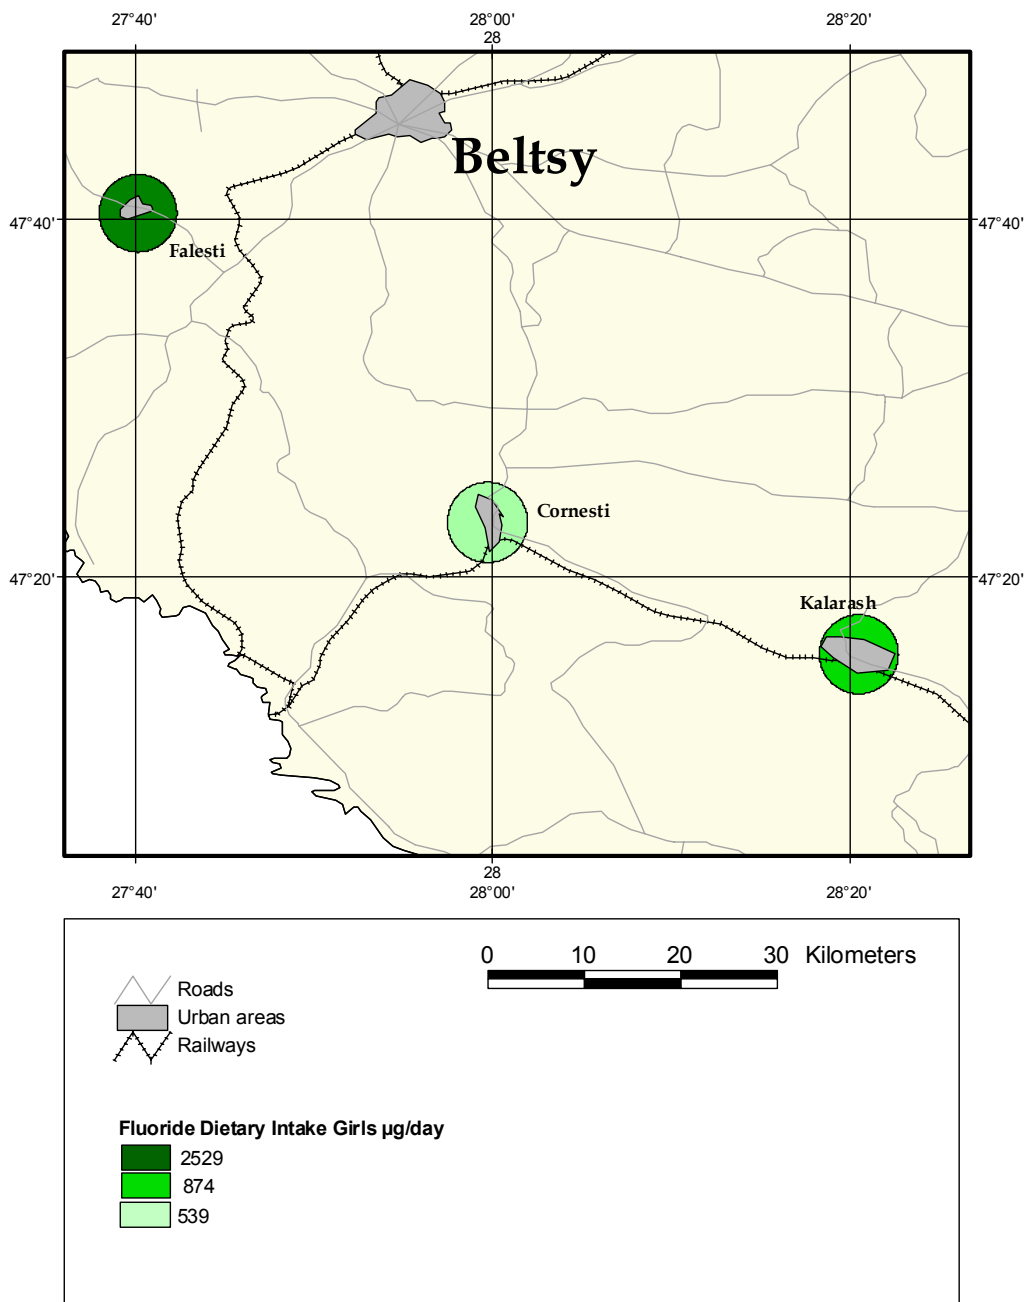 27°40' 28°00' 28°20'
28
Beltsy
47°40' 47°40'
Falesti
Cornesti
47°20' 47°20'
Kalarash
28
27°40' 28°00' 28°20'
0 10 20 30 Kilometers
Roads
Urban areas
Railways
Fluoride Dietary Intake Girls µg/day
2529
874
539